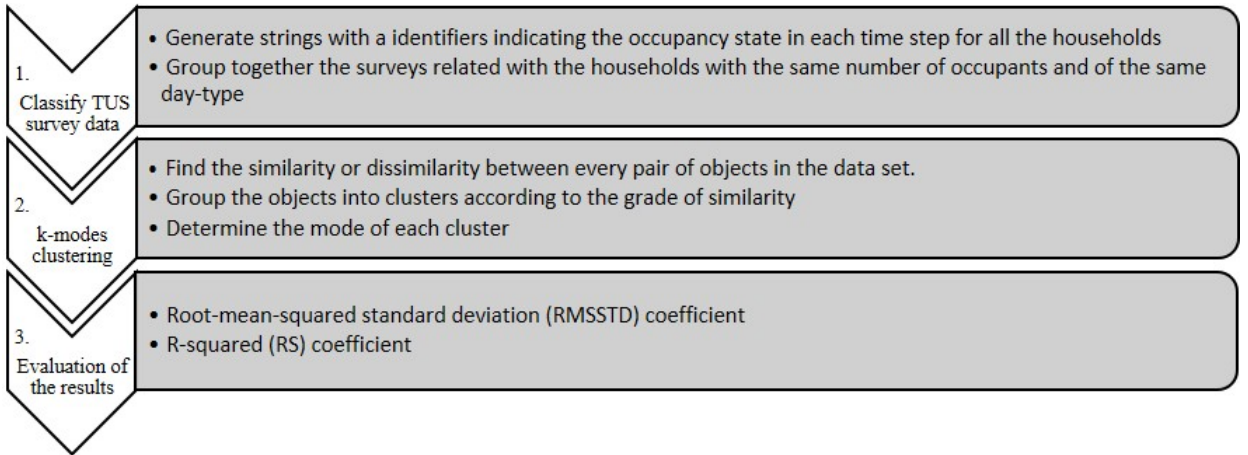 1.
Classify TUS
survey data
• Generate strings with a identifiers indicating the occupancy state in each time step for all the households
• Group together the surveys related with the households with the same number of occupants and of the same
day-type
2.
k-modes
clustering
• Find the similarity or dissimilarity between every pair of objects in the data set.
• Group the objects into clusters according to the grade of similarity
• Determine the mode of each cluster
3.
Evaluation of
the results
• Root-mean-squared standard deviation (RMSSTD) coefficient
• R-squared (RS) coefficient